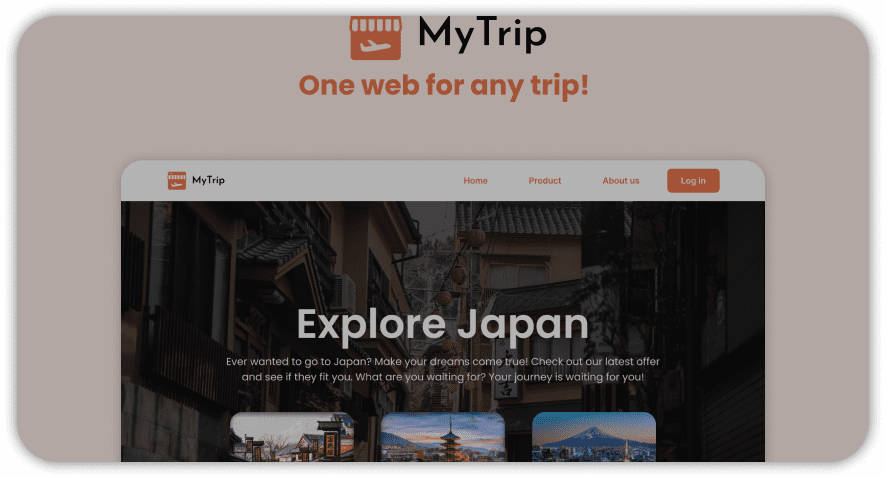 MyTrip
One web for any trip!
MyTrip
Home
Product
About us
Log in
Explore Japan
Ever wanted to go to Japan? Make your dreams come true! Check out our latest offer
and see if they fit you. What are you waiting for? Your journey is waiting for you!